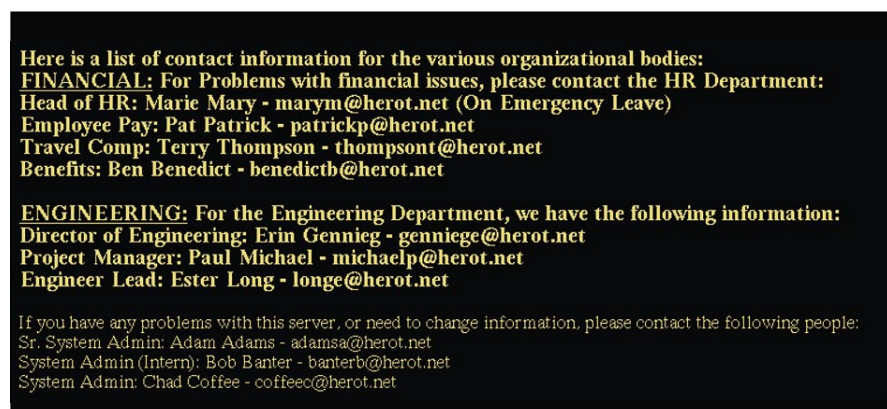 Here is a list of contact information for the various organizational bodies:
FINANCIAL: For Problems with financial issues, please contact the HR Department:
Head of HR: Marie Mary - marym@herot.net (On Emergency Leave)
Employee Pay: Pat Patrick - patrickp@herot.net
Travel Comp: Terry Thompson - thompsont@herot.net
Benefits: Ben Benedict - benedictb@herot.net
ENGINEERING: For the Engineering Department, we have the following information:
Director of Engineering: Erin Gennieg - genniege@herot.net
Project Manager: Paul Michael - michaelp@herot.net
Engineer Lead: Ester Long - longe@herot.net
If you have any problems with this server, or need to change information, please contact the following people:
Sr. System Admin: Adam Adams - adamsa@herot.net
System Admin (Intern): Bob Banter - banterb@herot.net
System Admin: Chad Coffee - coffeec@herot.net